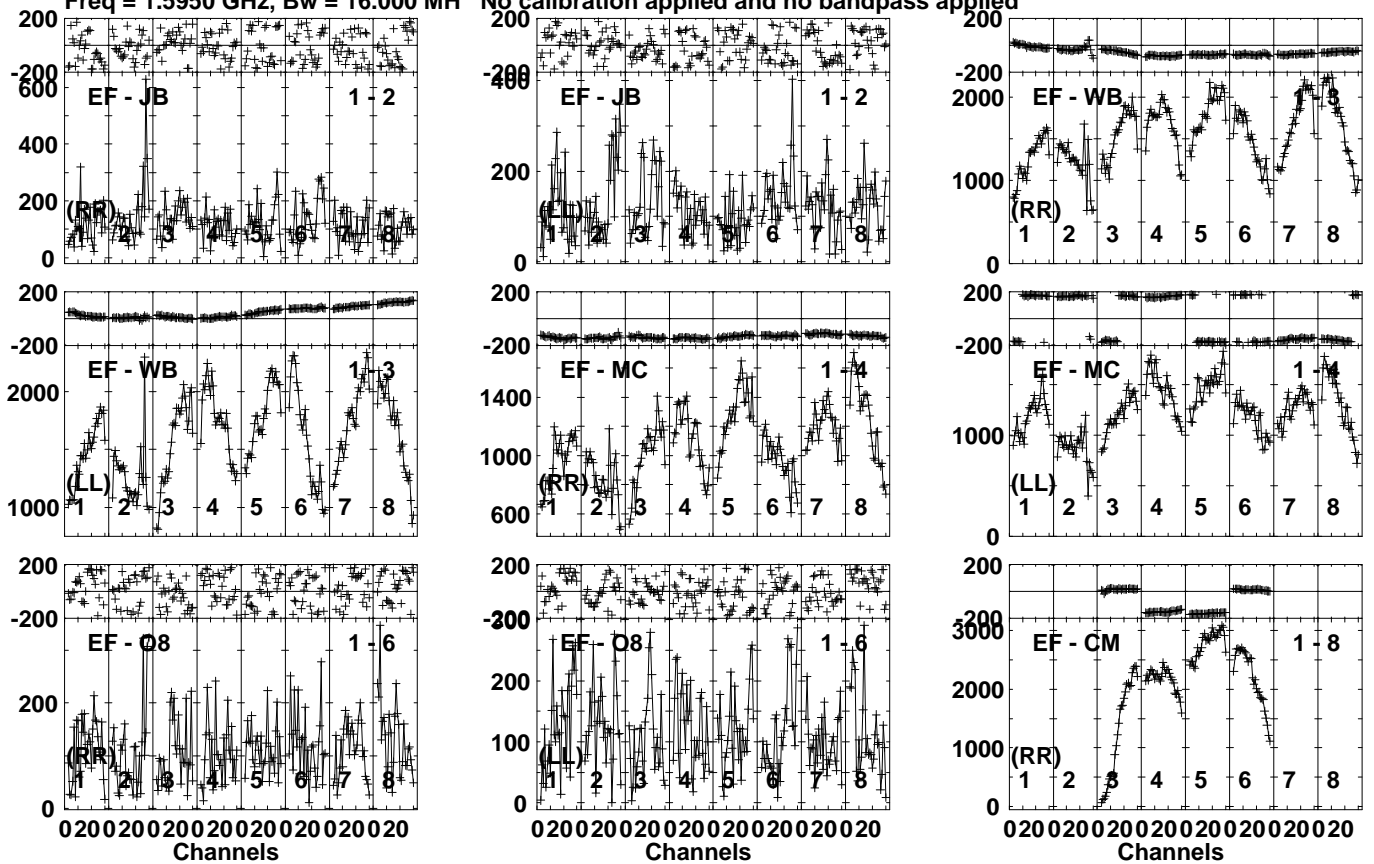 Freq = 1.5950 GHz, Bw = 16.000 MH   No calibration applied and no bandpass applied
200 200 200
-200 -200 -200
600 400
EF - JB 1 - 2 EF - JB 1 - 2 EF - WB 1 - 3
2000
400
200 200
1000
(RR) (LL) (RR)
1 2 3 4 5 6 7 8 1 2 3 4 5 6 7 8 1 2 3 4 5 6 7 8
0 0 0
200 200 200
-200 -200 -200
EF - WB 1 - 3 EF - MC 1 - 4 EF - MC 1 - 4
2000 1400
1000 1000
(LL) (RR) (LL)
1000 600
1 2 3 4 5 6 7 8 1 2 3 4 5 6 7 8 1 2 3 4 5 6 7 8
0
200 200 200
-200 -200 -200
300 3000
EF - O8 1 - 6 EF - O8 1 - 6 EF - CM 1 - 8
200 200 2000
100 1000
(RR) (LL) (RR)
1 2 3 4 5 6 7 8 1 2 3 4 5 6 7 8 1 2 3 4 5 6 7 8
0 0 0
0 20 0 20 0 20 0 20 0 20 0 20 0 20 0 20 0 20 0 20 0 20 0 20 0 20 0 20 0 20 0 20 0 20 0 20 0 20 0 20 0 20 0 20 0 20 0 20
Channels Channels Channels